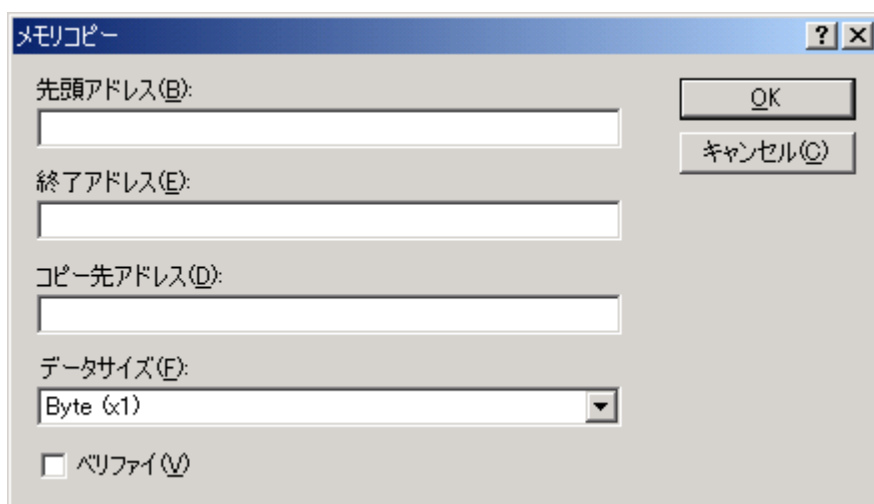 メモリコピー
先頭アドレス(B):
OK
キャンセル(C)
終了アドレス(E):
コピー先アドレス(D):
データサイズ(F):
Byte (x1)
ベリファイ(V)